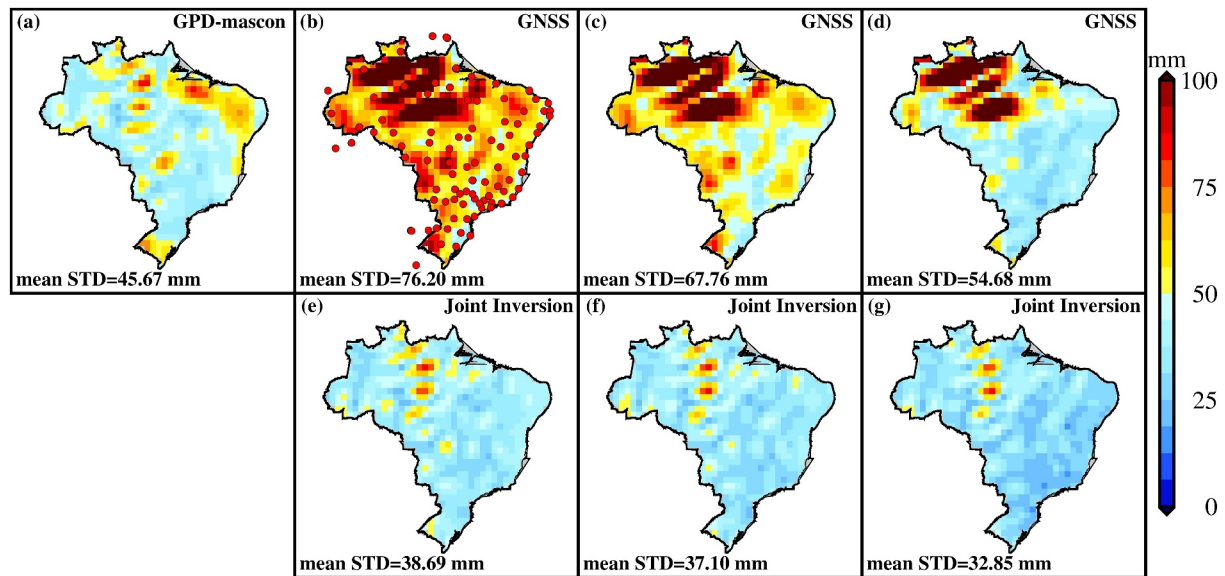 (a) GPD-mascon
mean STD=45.67 mm
(b) GNSS
mean STD=76.20 mm
(c) GNSS
mean STD=67.76 mm
(d) GNSS
mean STD=54.68 mm
(e) Joint Inversion
mean STD=38.69 mm
(f) Joint Inversion
mean STD=37.10 mm
(g) Joint Inversion
mean STD=32.85 mm
mm
100
75
50
25
0